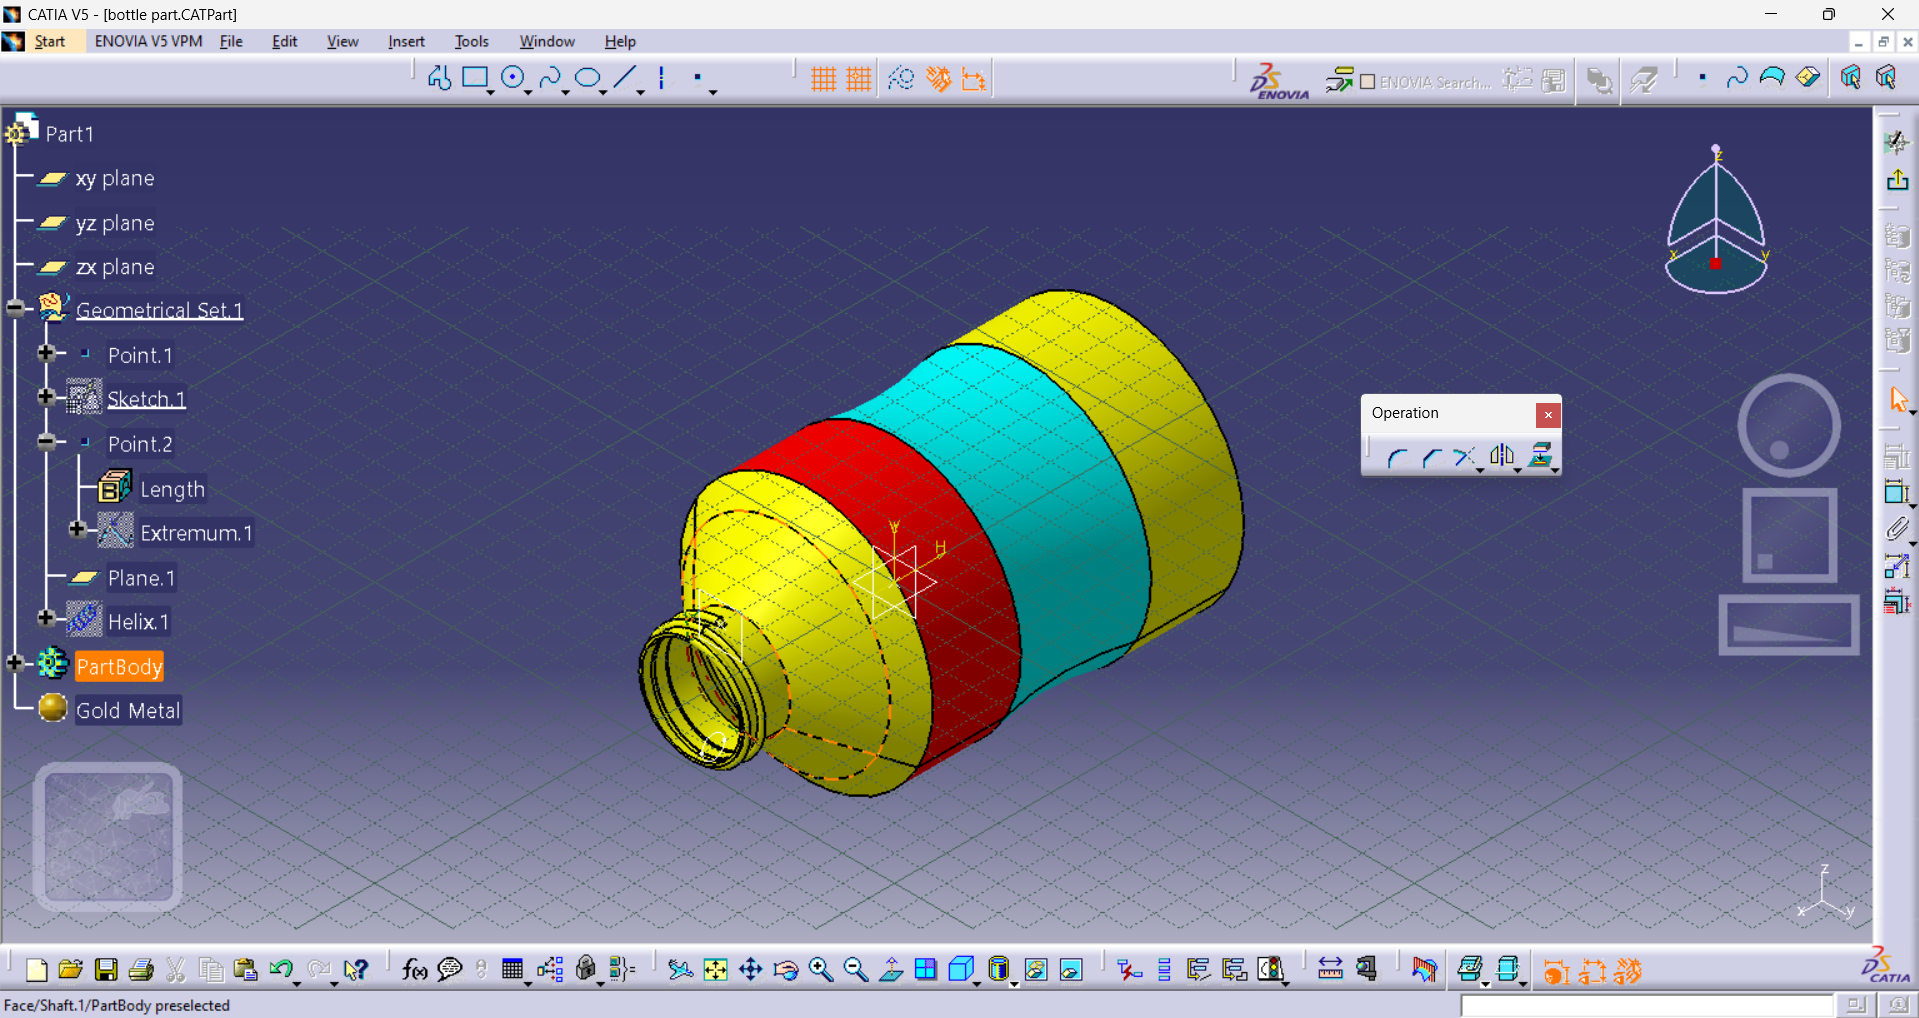 CATIA V5 - [bottle part.CATPart]
Start ENOVIA V5 VPM File Edit View Insert Tools Window Help
ENOVIA
ENOVIA Search...
Part1
xy plane
yz plane
zx plane
Geometrical Set.1
Point.1
Sketch.1
Point.2
Length
Extremum.1
Plane.1
Helix.1
PartBody
Gold Metal
z
x y
Operation
V
H
z
x y
f(x)
CATIA
Face/Shaft.1/PartBody preselected